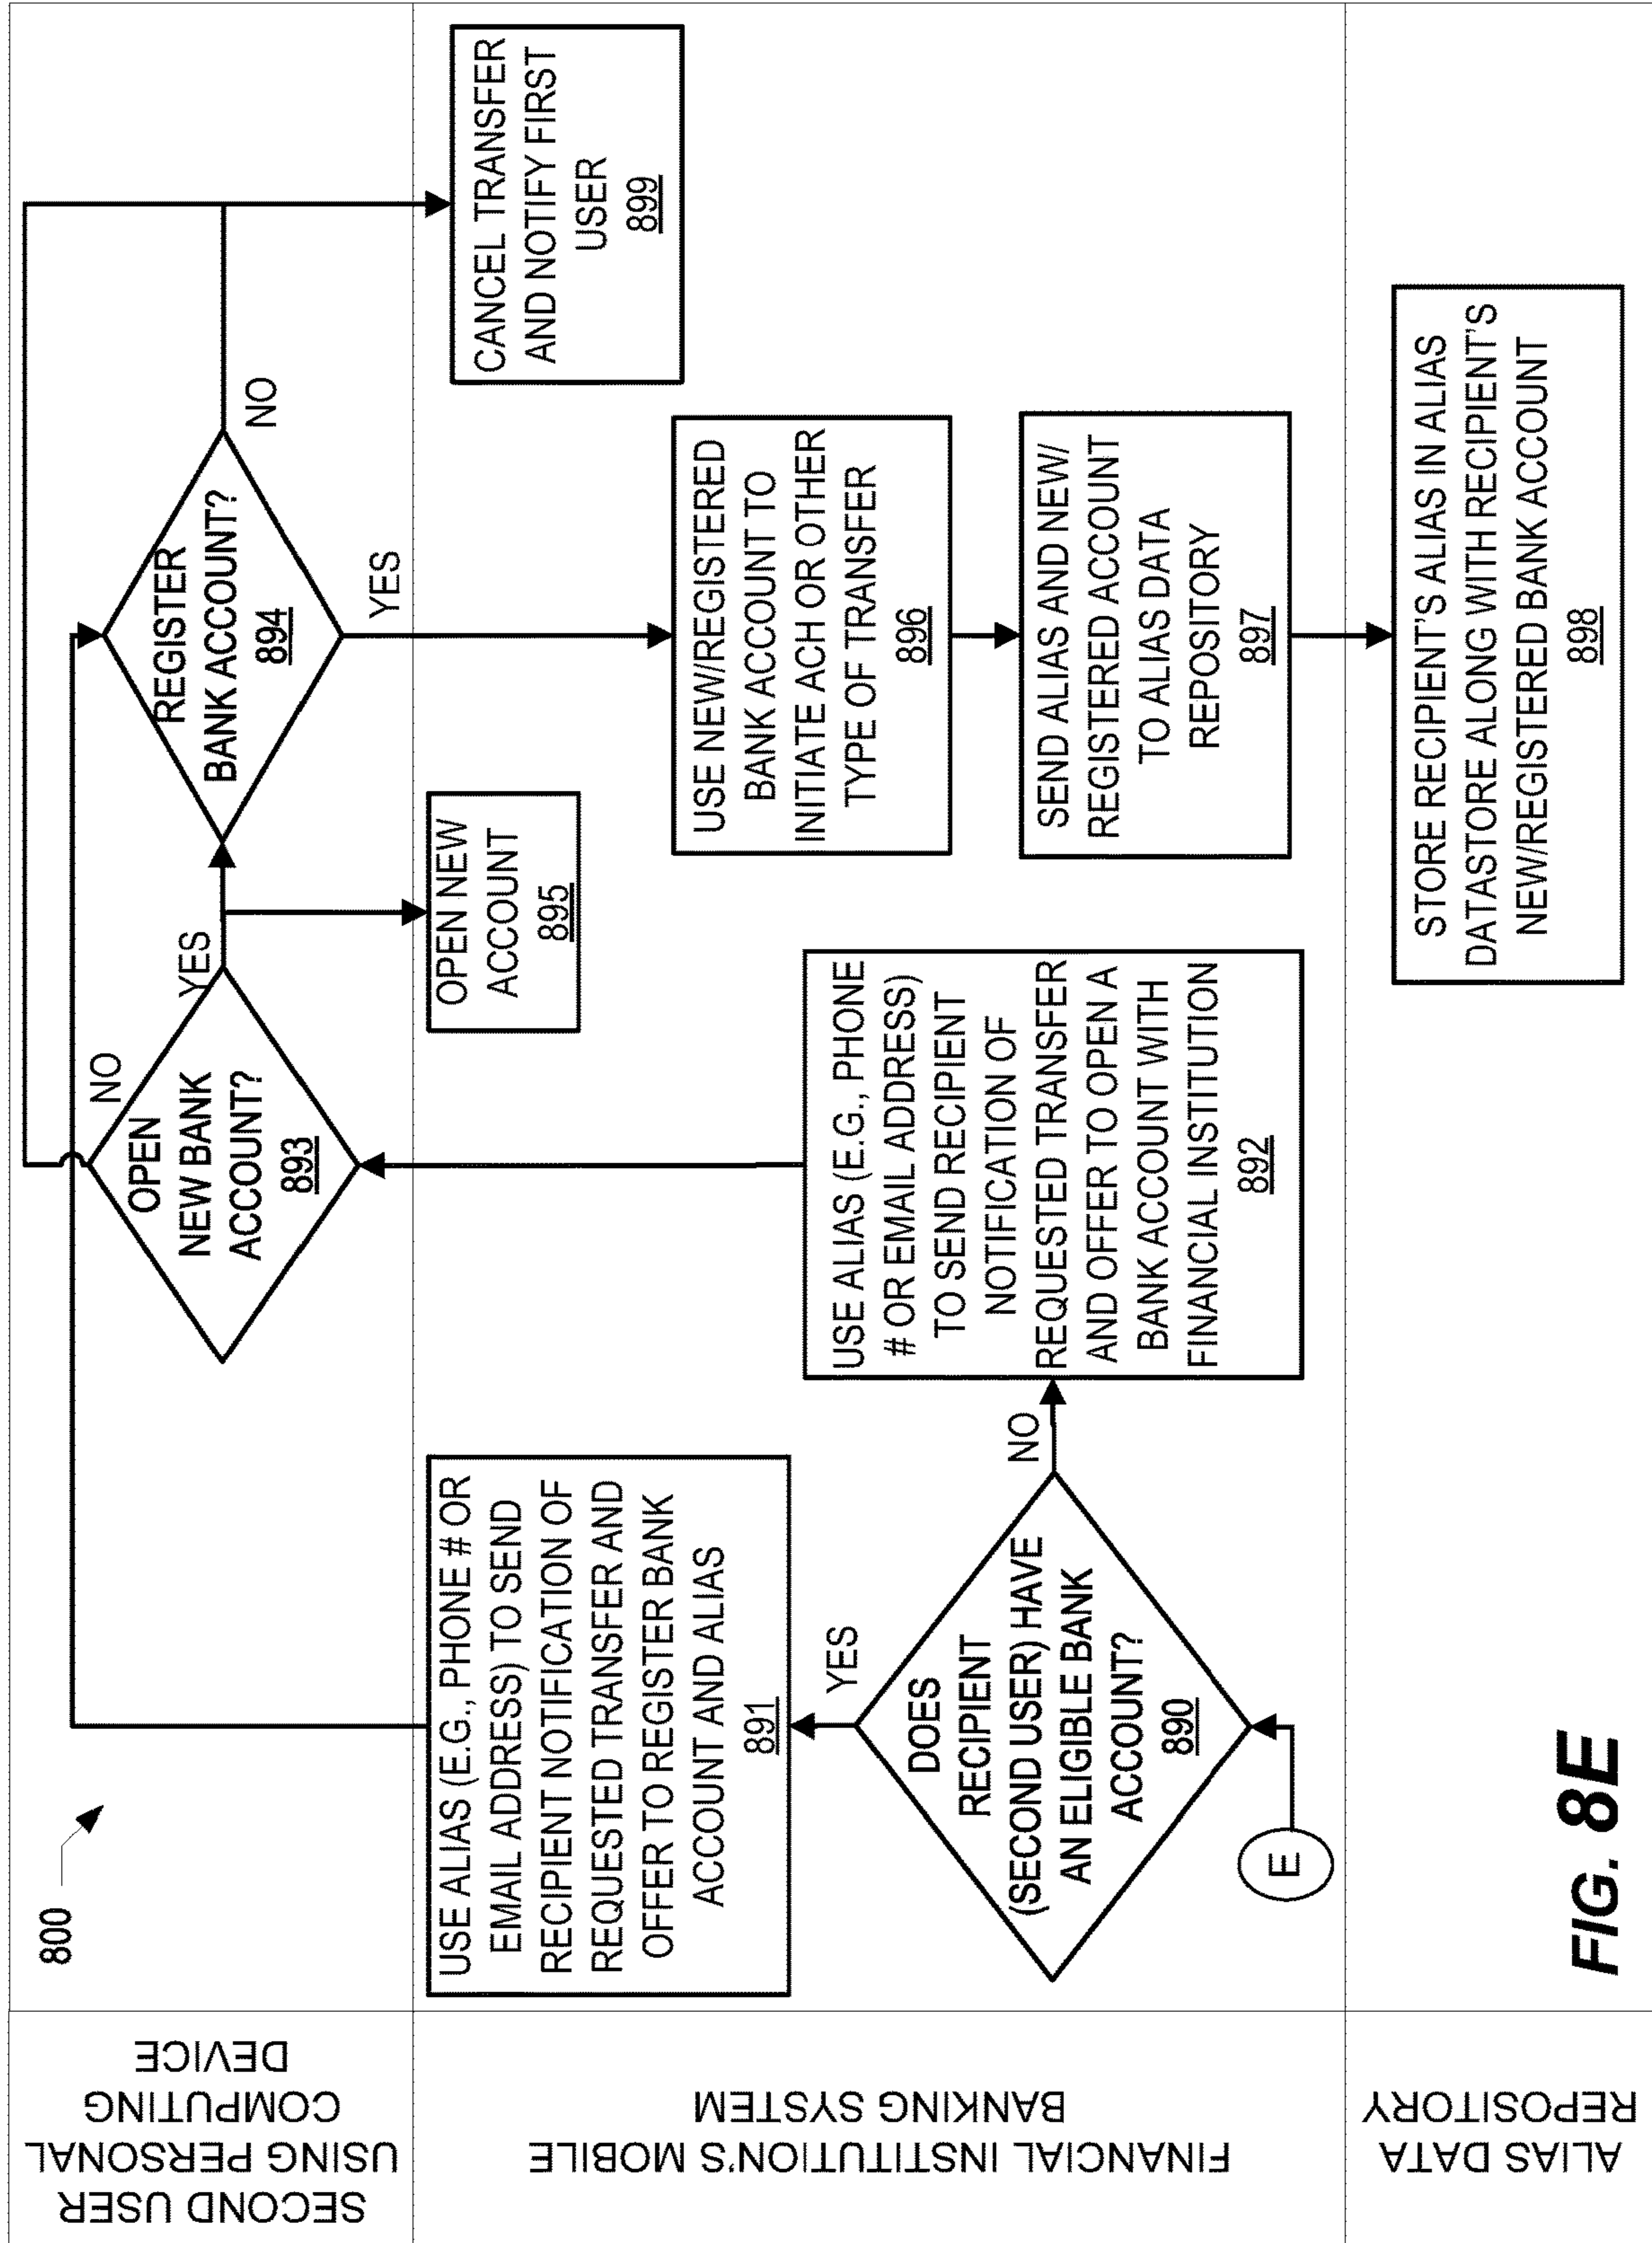 800
SECOND USER
USING PERSONAL
COMPUTING
DEVICE
OPEN
NEW BANK
ACCOUNT?
893
NO
YES
REGISTER
BANK ACCOUNT?
894
NO
YES
FINANCIAL INSTITUTION'S MOBILE
BANKING SYSTEM
USE ALIAS (E.G., PHONE # OR
EMAIL ADDRESS) TO SEND
RECIPIENT NOTIFICATION OF
REQUESTED TRANSFER AND
OFFER TO REGISTER BANK
ACCOUNT AND ALIAS
891
YES
DOES
RECIPIENT
(SECOND USER) HAVE
AN ELIGIBLE BANK
ACCOUNT?
890
NO
E
USE ALIAS (E.G., PHONE
# OR EMAIL ADDRESS)
TO SEND RECIPIENT
NOTIFICATION OF
REQUESTED TRANSFER
AND OFFER TO OPEN A
BANK ACCOUNT WITH
FINANCIAL INSTITUTION
892
OPEN NEW
ACCOUNT
895
USE NEW/REGISTERED
BANK ACCOUNT TO
INITIATE ACH OR OTHER
TYPE OF TRANSFER
896
SEND ALIAS AND NEW/
REGISTERED ACCOUNT
TO ALIAS DATA
REPOSITORY
897
CANCEL TRANSFER
AND NOTIFY FIRST
USER
899
ALIAS DATA
REPOSITORY
STORE RECIPIENT'S ALIAS IN ALIAS
DATASTORE ALONG WITH RECIPIENT'S
NEW/REGISTERED BANK ACCOUNT
898
FIG. 8E